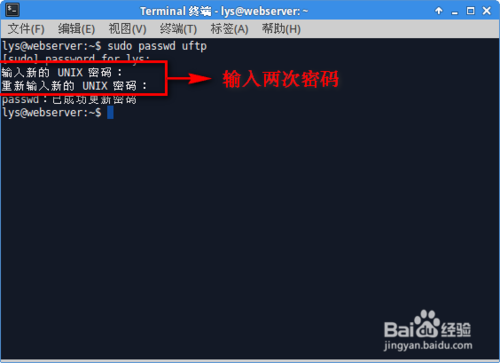 Terminal 终端 - lys@webserver: ~
文件(F) 编辑(E) 视图(V) 终端(T) 标签(A) 帮助(H)
lys@webserver:~$ sudo passwd uftp
[sudo] password for lys:
输入新的 UNIX 密码：
重新输入新的 UNIX 密码：
输入两次密码
passwd：已成功更新密码
lys@webserver:~$
Baidu经验
jingyan.baidu.com